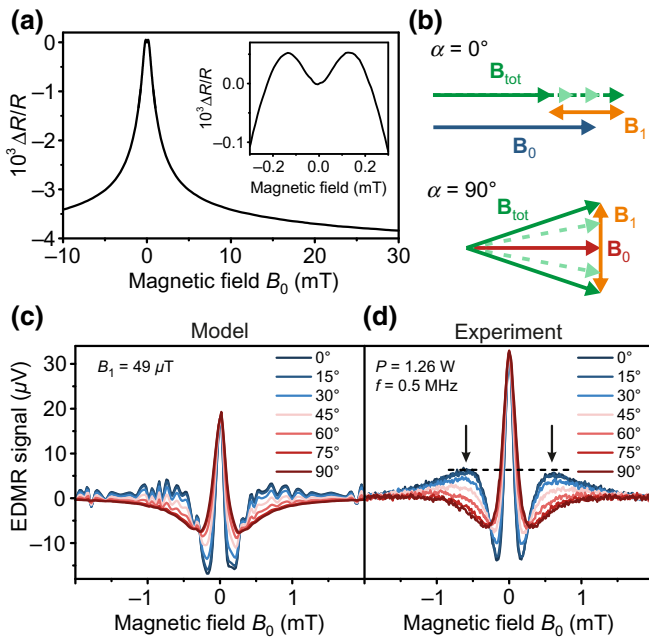 (a)
0
−1
−2
−3
−4
10³ ΔR/R
−10 0 10 20 30
Magnetic field B₀ (mT)
0.0
−0.1
10³ ΔR/R
−0.2 0.0 0.2
Magnetic field (mT)
(b)
α = 0°
B_tot
B₁
B₀
α = 90°
B_tot
B₁
B₀
(c)
Model
B₁ = 49 μT
0°
15°
30°
45°
60°
75°
90°
30
20
10
0
−10
EDMR signal (μV)
−1 0 1
Magnetic field B₀ (mT)
(d)
Experiment
P = 1.26 W
f = 0.5 MHz
0°
15°
30°
45°
60°
75°
90°
−1 0 1
Magnetic field B₀ (mT)